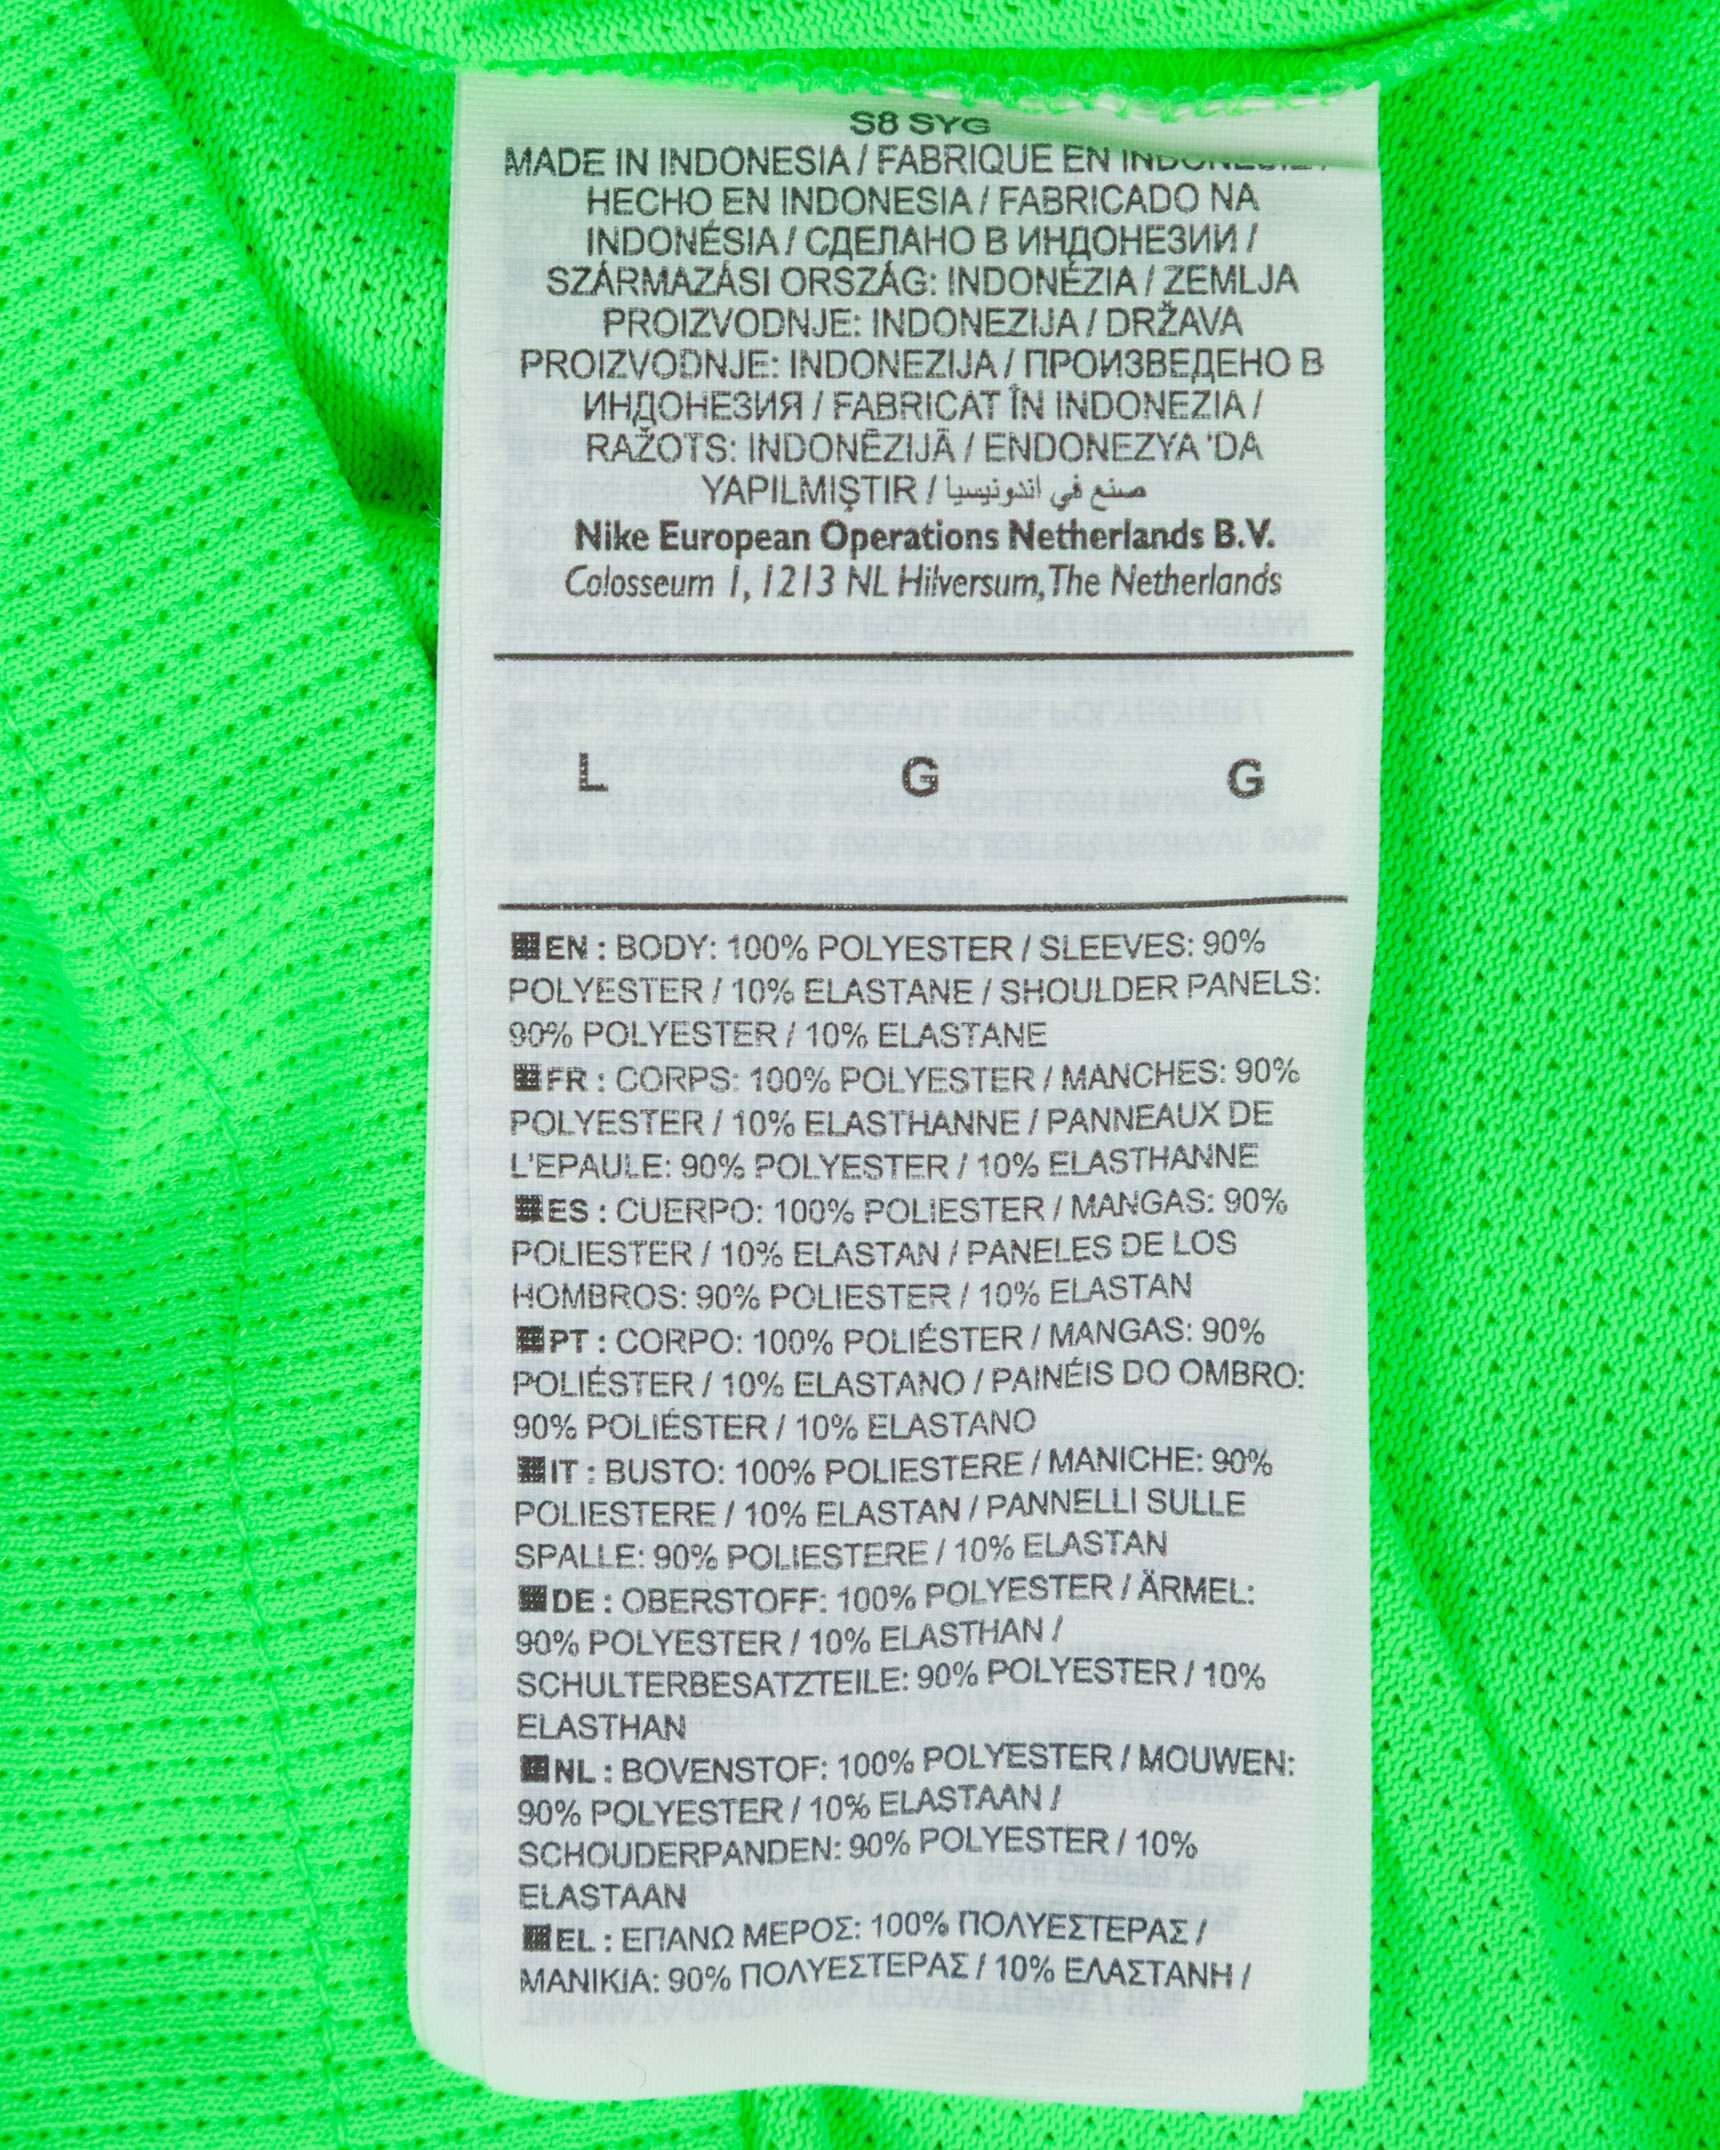 S8 SYG
MADE IN INDONESIA / FABRIQUE EN
HECHO EN INDONESIA / FABRICADO NA
INDONÉSIA / СДЕЛАНО В ИНДОНЕЗИИ /
SZÁRMAZÁSI ORSZÁG: INDONÉZIA / ZEMLJA
PROIZVODNJE: INDONEZIJA / DRŽAVA
PROIZVODNJE: INDONEZIJA / ПРОИЗВЕДЕНО В
ИНДОНЕЗИЯ / FABRICAT ÎN INDONEZIA /
RAŽOTS: INDONĒZIJĀ / ENDONEZYA 'DA
YAPILMIŞTIR / صنع في اندونيسيا
Nike European Operations Netherlands B.V.
Colosseum 1, 1213 NL Hilversum, The Netherlands
L G G
EN : BODY: 100% POLYESTER / SLEEVES: 90%
POLYESTER / 10% ELASTANE / SHOULDER PANELS:
90% POLYESTER / 10% ELASTANE
FR : CORPS: 100% POLYESTER / MANCHES: 90%
POLYESTER / 10% ELASTHANNE / PANNEAUX DE
L'EPAULE: 90% POLYESTER / 10% ELASTHANNE
ES : CUERPO: 100% POLIESTER / MANGAS: 90%
POLIESTER / 10% ELASTAN / PANELES DE LOS
HOMBROS: 90% POLIESTER / 10% ELASTAN
PT : CORPO: 100% POLIÉSTER / MANGAS: 90%
POLIÉSTER / 10% ELASTANO / PAINÉIS DO OMBRO:
90% POLIÉSTER / 10% ELASTANO
IT : BUSTO: 100% POLIESTERE / MANICHE: 90%
POLIESTERE / 10% ELASTAN / PANNELLI SULLE
SPALLE: 90% POLIESTERE / 10% ELASTAN
DE : OBERSTOFF: 100% POLYESTER / ÄRMEL:
90% POLYESTER / 10% ELASTHAN /
SCHULTERBESATZTEILE: 90% POLYESTER / 10%
ELASTHAN
NL : BOVENSTOF: 100% POLYESTER / MOUWEN:
90% POLYESTER / 10% ELASTAAN /
SCHOUDERPANDEN: 90% POLYESTER / 10%
ELASTAAN
EL : ΕΠΑΝΩ ΜΕΡΟΣ: 100% ΠΟΛΥΕΣΤΕΡΑΣ /
ΜΑΝΙΚΙΑ: 90% ΠΟΛΥΕΣΤΕΡΑΣ / 10% ΕΛΑΣΤΑΝΗ /